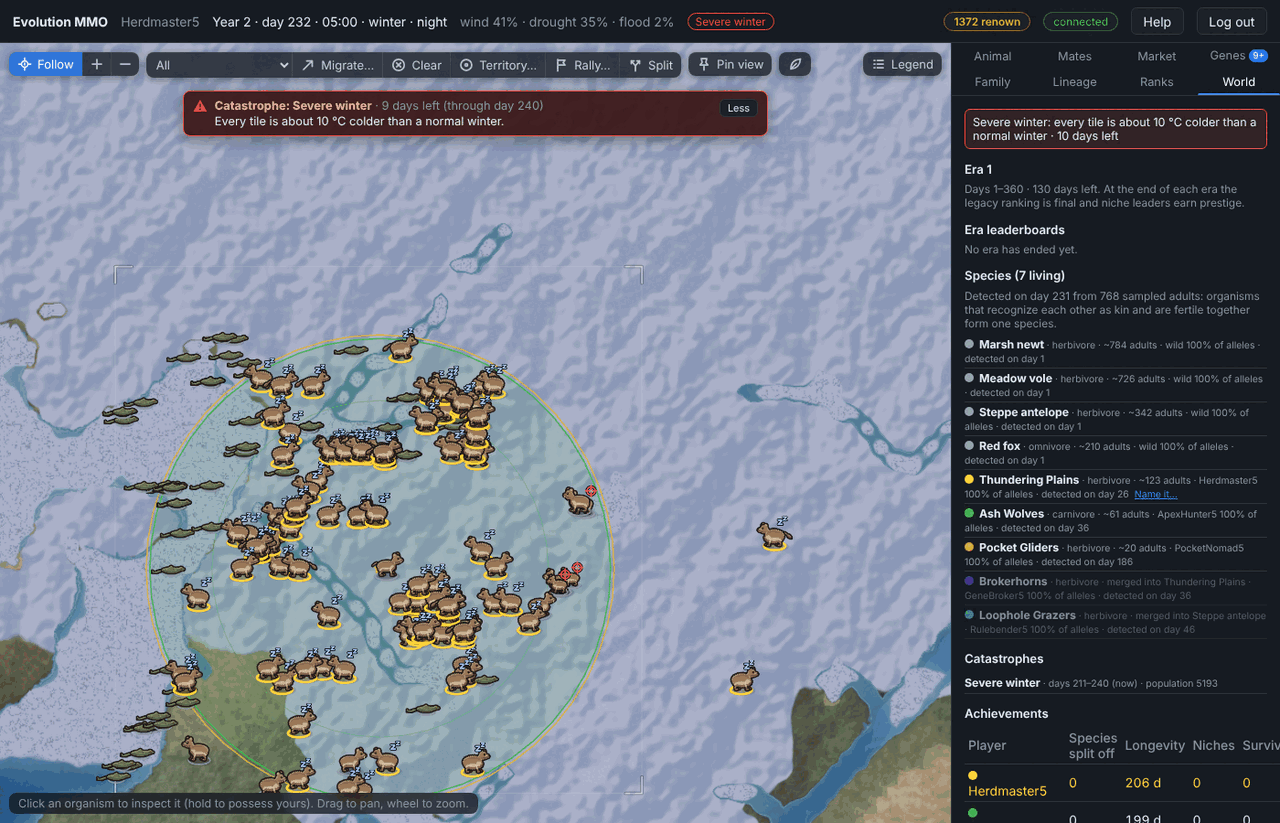 Evolution MMO Herdmaster5 Year 2 · day 232 · 05:00 · winter · night wind 41% · drought 35% · flood 2% Severe winter 1372 renown connected Help Log out
Follow + − All Migrate... Clear Territory... Rally... Split Pin view Legend
Catastrophe: Severe winter · 9 days left (through day 240) Less
Every tile is about 10 °C colder than a normal winter.
Click an organism to inspect it (hold to possess yours). Drag to pan, wheel to zoom.
Animal Mates Market Genes 9+
Family Lineage Ranks World
Severe winter: every tile is about 10 °C colder than a
normal winter · 10 days left
Era 1
Days 1–360 · 130 days left. At the end of each era the
legacy ranking is final and niche leaders earn prestige.
Era leaderboards
No era has ended yet.
Species (7 living)
Detected on day 231 from 768 sampled adults: organisms
that recognize each other as kin and are fertile together
form one species.
Marsh newt · herbivore · ~784 adults · wild 100% of alleles ·
detected on day 1
Meadow vole · herbivore · ~726 adults · wild 100% of alleles
· detected on day 1
Steppe antelope · herbivore · ~342 adults · wild 100% of
alleles · detected on day 1
Red fox · omnivore · ~210 adults · wild 100% of alleles ·
detected on day 1
Thundering Plains · herbivore · ~123 adults · Herdmaster5
100% of alleles · detected on day 26 Name it...
Ash Wolves · carnivore · ~61 adults · ApexHunter5 100% of
alleles · detected on day 36
Pocket Gliders · herbivore · ~20 adults · PocketNomad5
100% of alleles · detected on day 186
Brokerhorns · herbivore · merged into Thundering Plains ·
GeneBroker5 100% of alleles · detected on day 36
Loophole Grazers · herbivore · merged into Steppe antelope
· Rulebender5 100% of alleles · detected on day 46
Catastrophes
Severe winter · days 211–240 (now) · population 5193
Achievements
Player Species split off Longevity Niches Surviv
Herdmaster5 0 206 d 0 0
0 199 d 0 0